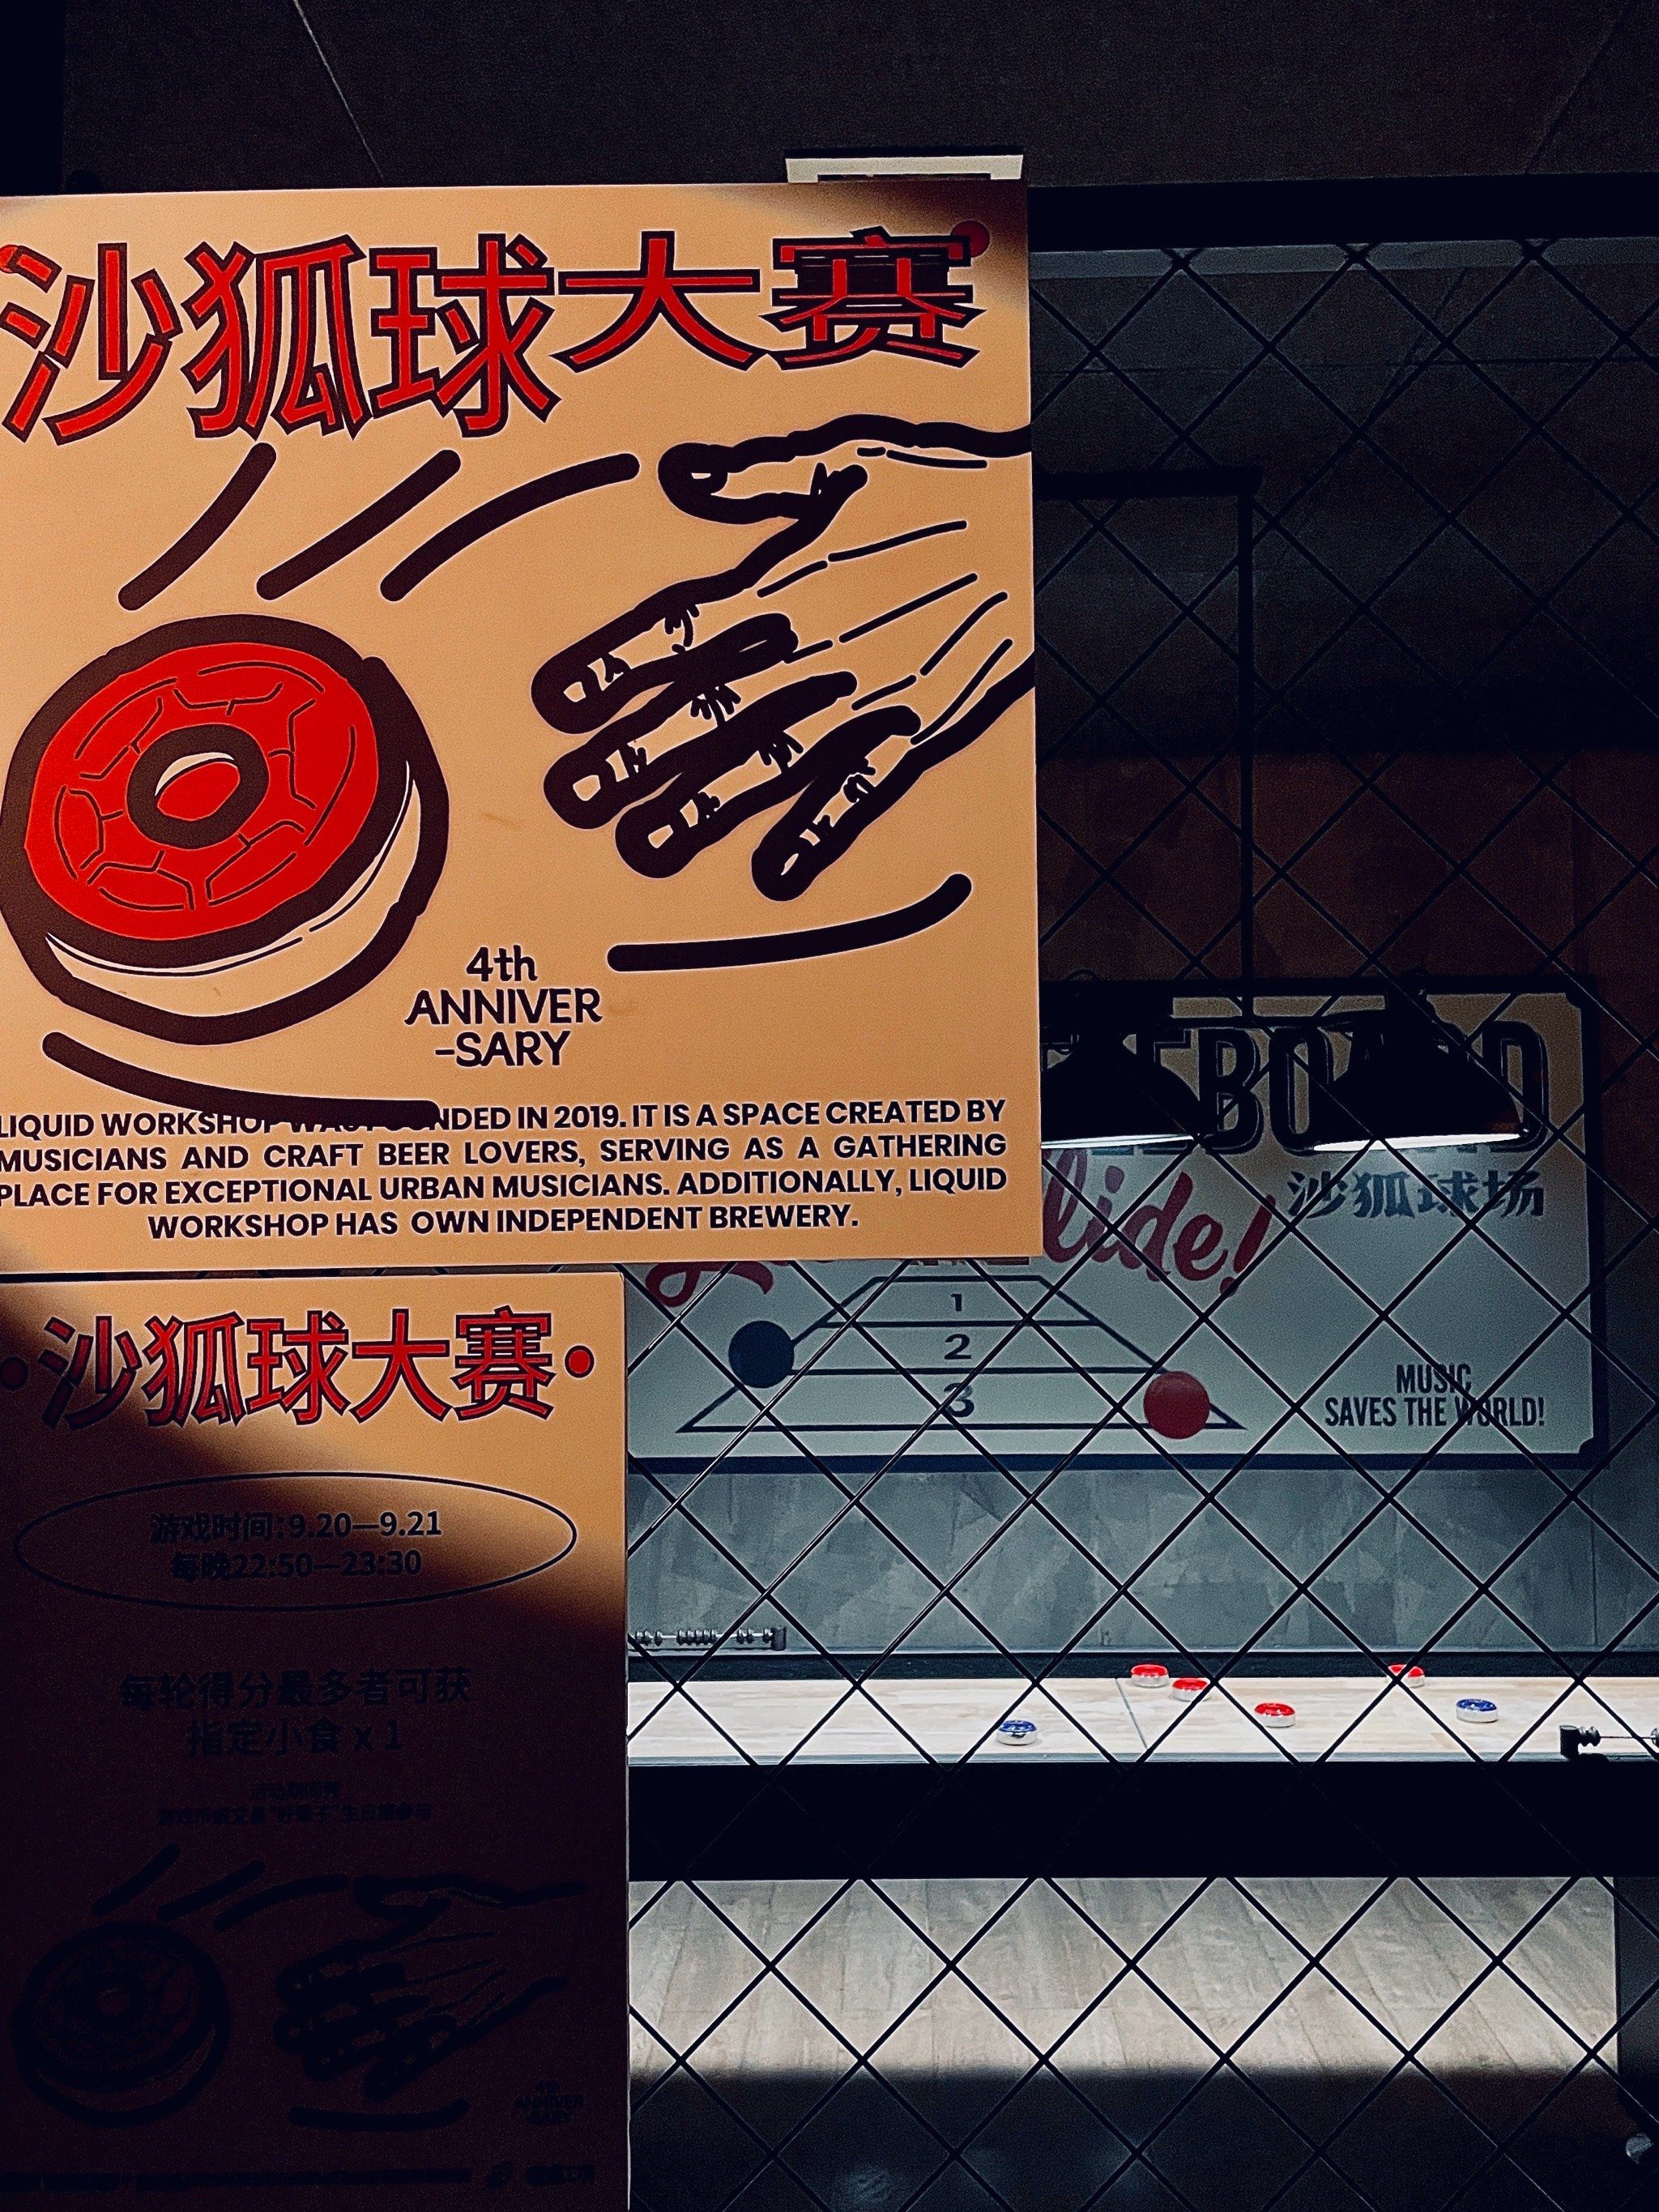 沙狐球大赛
4th
ANNIVER
-SARY
LIQUID WORKSHOP WAS FOUNDED IN 2019. IT IS A SPACE CREATED BY
MUSICIANS AND CRAFT BEER LOVERS, SERVING AS A GATHERING
PLACE FOR EXCEPTIONAL URBAN MUSICIANS. ADDITIONALLY, LIQUID
WORKSHOP HAS OWN INDEPENDENT BREWERY.
沙狐球大赛
游戏时间:9.20—9.21
每晚22:50—23:30
每轮得分最多者可获
指定小食 x 1
ANNIVER
-SARY
BOARD
沙狐球场
lide!
1
2
3
MUSIC
SAVES THE WORLD!